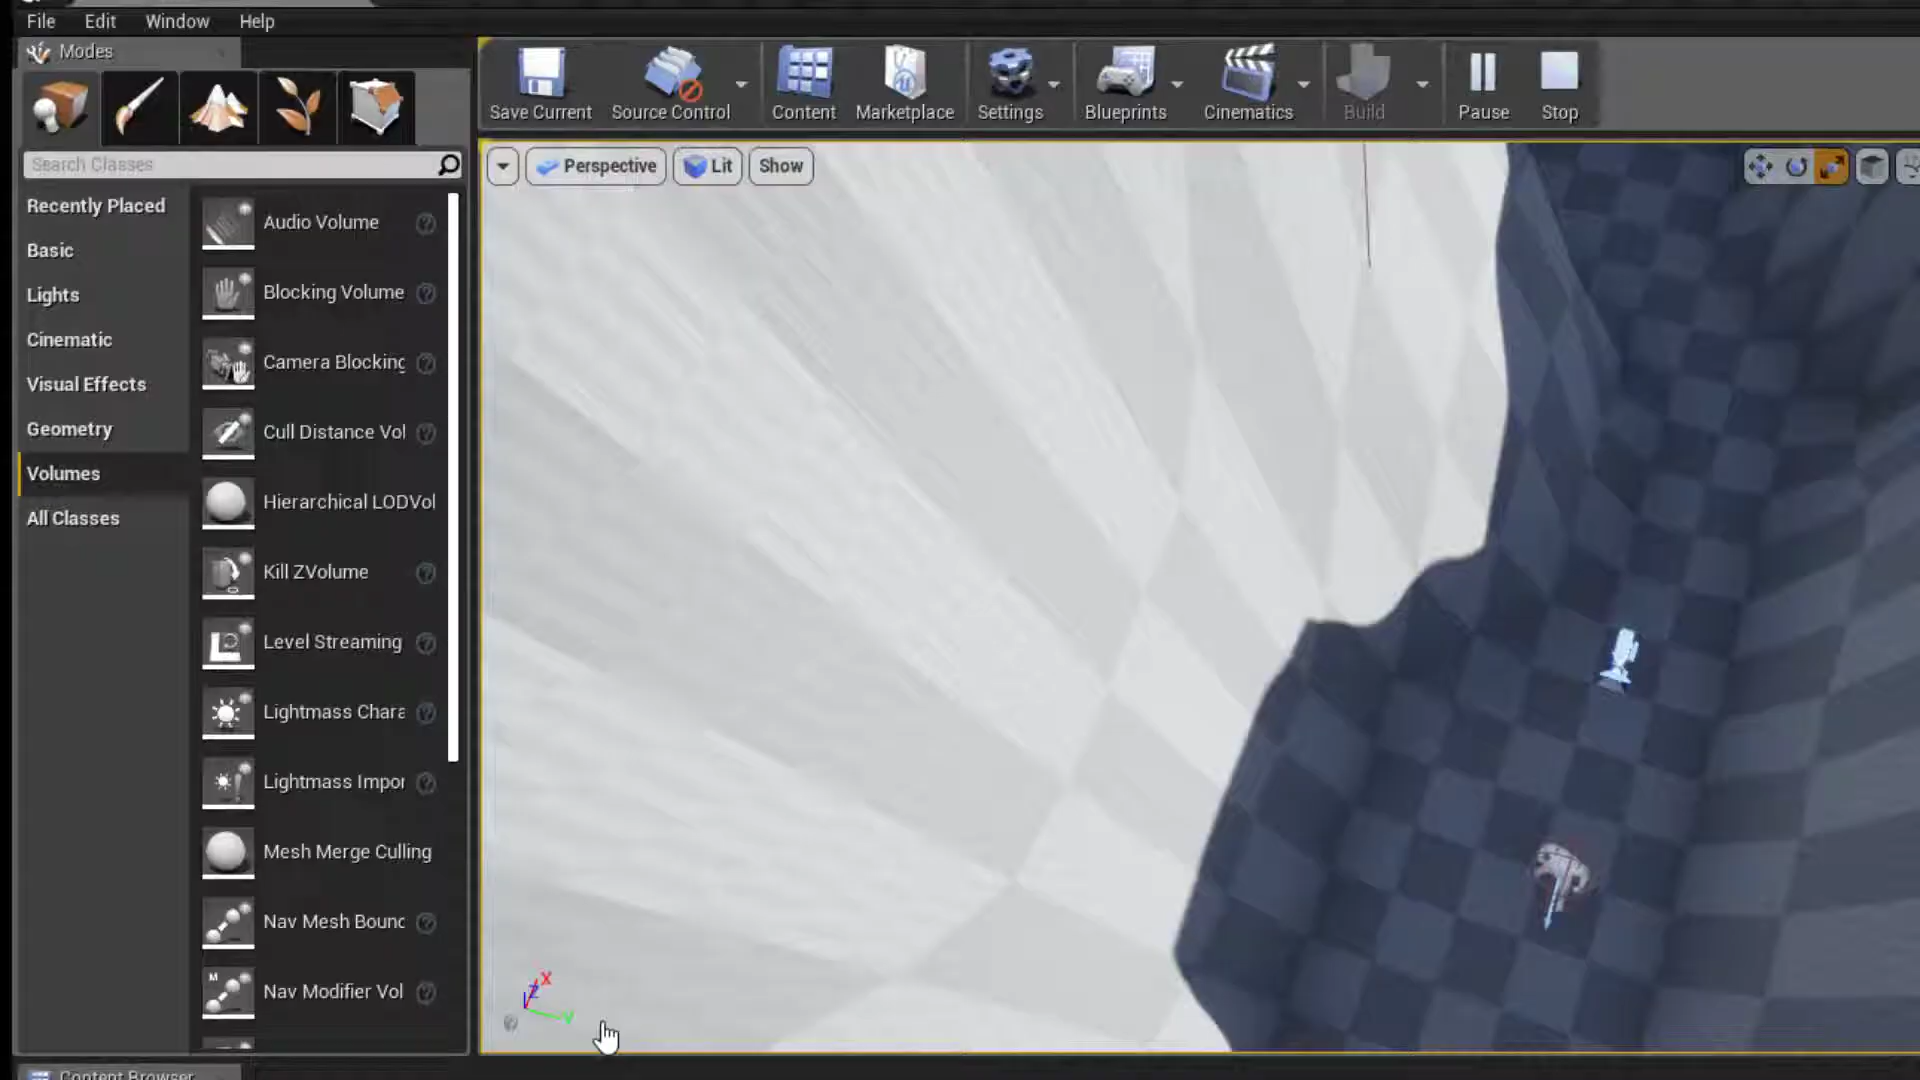 File Edit Window Help
Modes
Save Current Source Control Content Marketplace Settings Blueprints Cinematics Build Pause Stop
Search Classes
Perspective Lit Show
Recently Placed
Basic
Lights
Cinematic
Visual Effects
Geometry
Volumes
All Classes
Audio Volume
Blocking Volume
Camera Blocking
Cull Distance Vol
Hierarchical LODVol
Kill ZVolume
Level Streaming
Lightmass Chara
Lightmass Impor
Mesh Merge Culling
Nav Mesh Bounc
M
Nav Modifier Vol
X
Z
Y
Content Browser